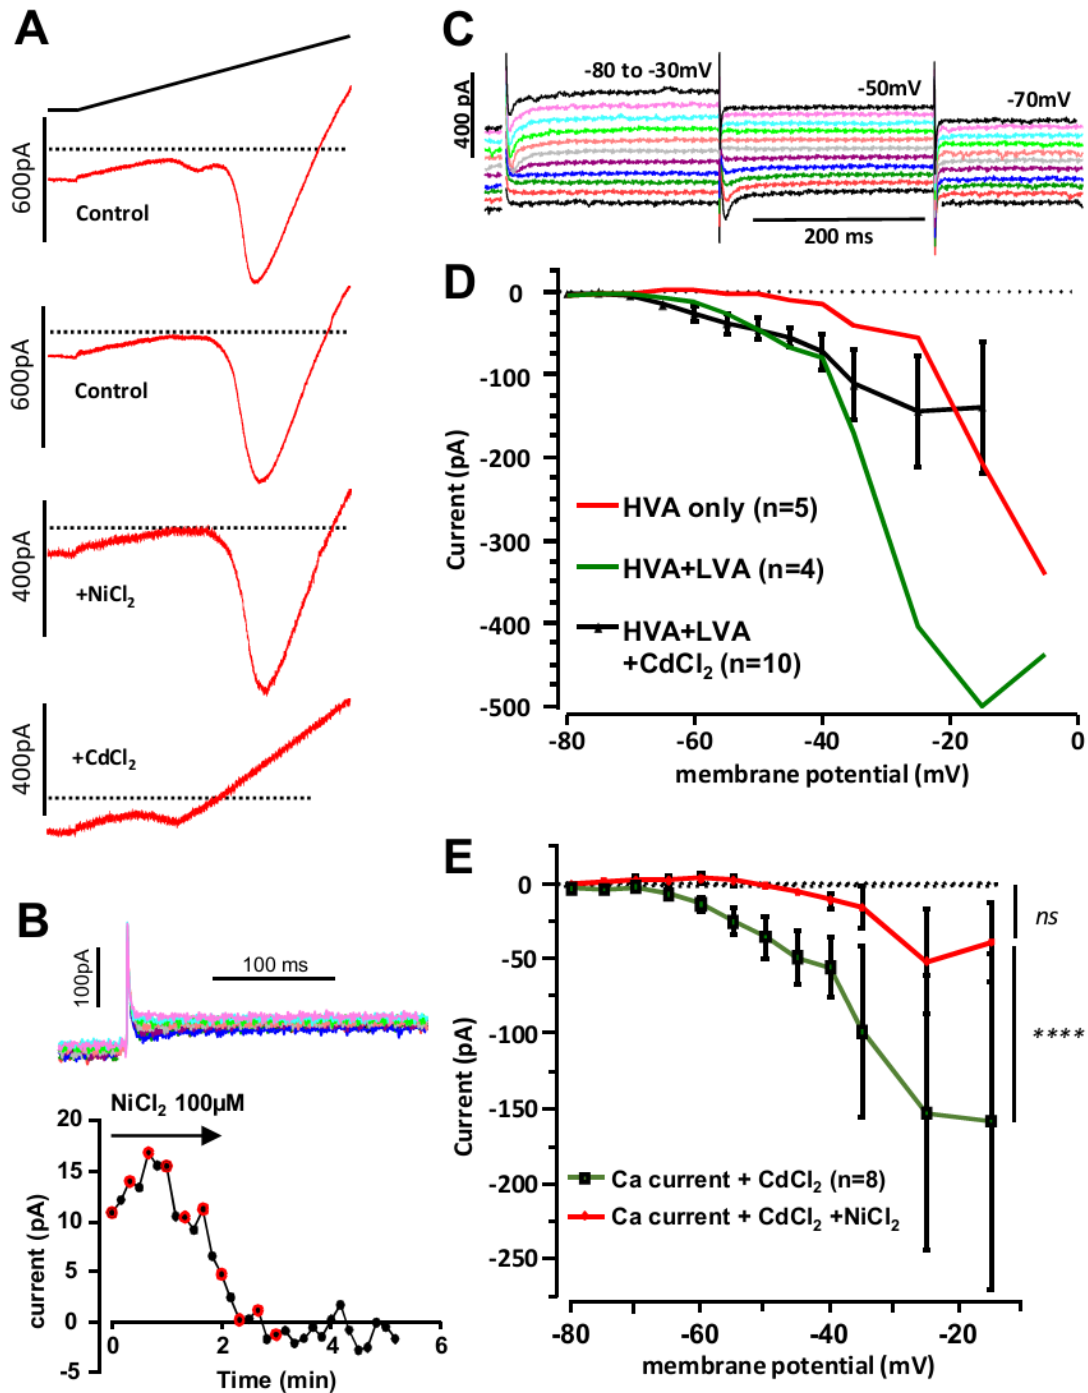 A
600pA
Control
600pA
Control
400pA
+NiCl2
400pA
+CdCl2
B
100pA
100 ms
NiCl2 100µM
20
15
10
5
0
-5
current (pA)
0
2
4
6
Time (min)
C
400 pA
-80 to -30mV
-50mV
-70mV
200 ms
D
0
-100
-200
-300
-400
-500
Current (pA)
HVA only (n=5)
HVA+LVA (n=4)
HVA+LVA
+CdCl2 (n=10)
-80
-60
-40
-20
0
membrane potential (mV)
E
0
-50
-100
-150
-200
-250
Current (pA)
ns
****
Ca current + CdCl2 (n=8)
Ca current + CdCl2 +NiCl2
-80
-60
-40
-20
membrane potential (mV)